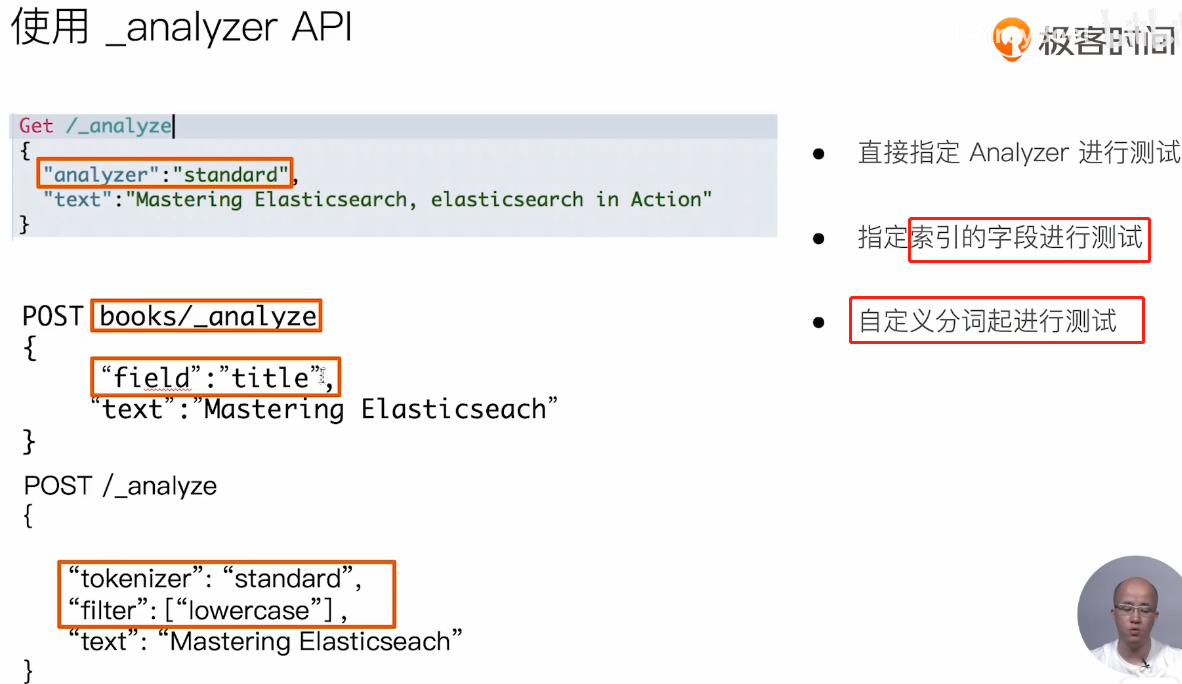 使用 _analyzer API
极客时间
Get /_analyze
{
"analyzer":"standard",
"text":"Mastering Elasticsearch, elasticsearch in Action"
}
直接指定 Analyzer 进行测试
指定索引的字段进行测试
自定义分词起进行测试
POST books/_analyze
{
“field”:”title”,
“text”:”Mastering Elasticseach”
}
POST /_analyze
{
“tokenizer”: “standard”,
“filter”: [“lowercase”] ,
“text”: “Mastering Elasticseach”
}